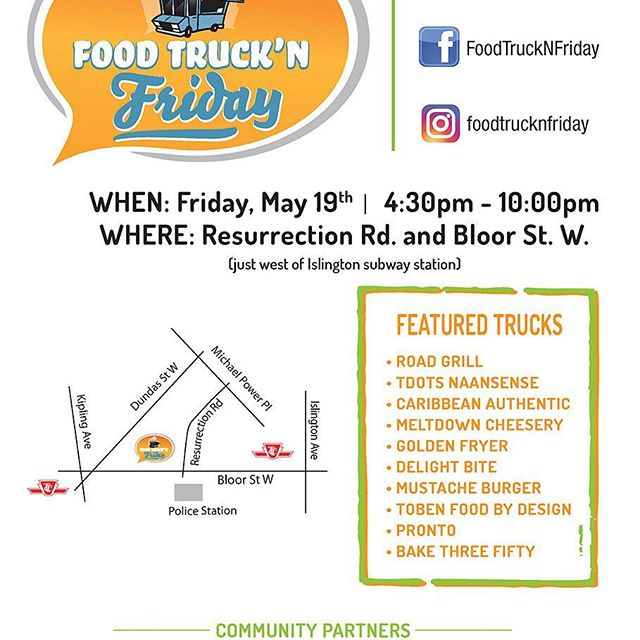 FOOD TRUCK'N
Friday
FoodTruckNFriday
foodtrucknfriday
WHEN: Friday, May 19th | 4:30pm - 10:00pm
WHERE: Resurrection Rd. and Bloor St. W.
(just west of Islington subway station)
Kipling Ave
Dundas St W
Michael Power Pl
Resurrection Rd
Islington Ave
Friday
Bloor St W
Police Station
FEATURED TRUCKS
• ROAD GRILL
• TDOTS NAANSENSE
• CARIBBEAN AUTHENTIC
• MELTDOWN CHEESERY
• GOLDEN FRYER
• DELIGHT BITE
• MUSTACHE BURGER
• TOBEN FOOD BY DESIGN
• PRONTO
• BAKE THREE FIFTY
COMMUNITY PARTNERS